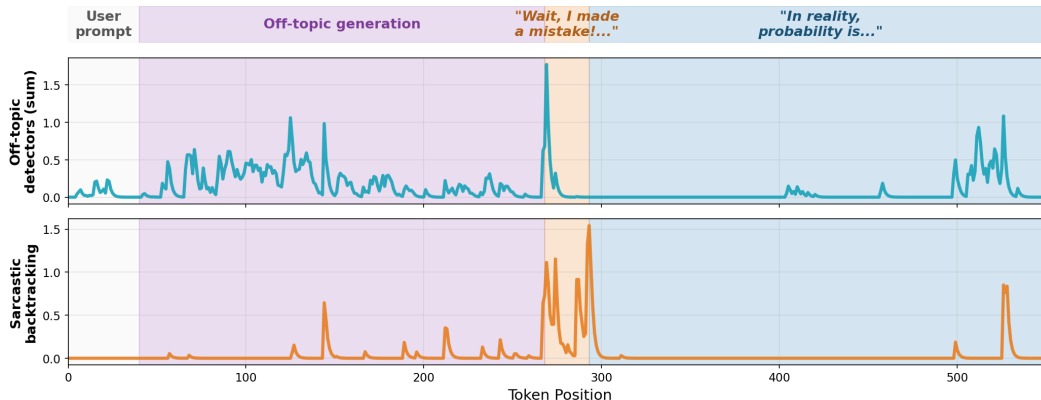 User
prompt
Off-topic generation
"Wait, I made
a mistake!..."
"In reality,
probability is..."
Off-topic
detectors (sum)
1.5
1.0
0.5
0.0
Sarcastic
backtracking
1.5
1.0
0.5
0.0
0
100
200
300
400
500
Token Position